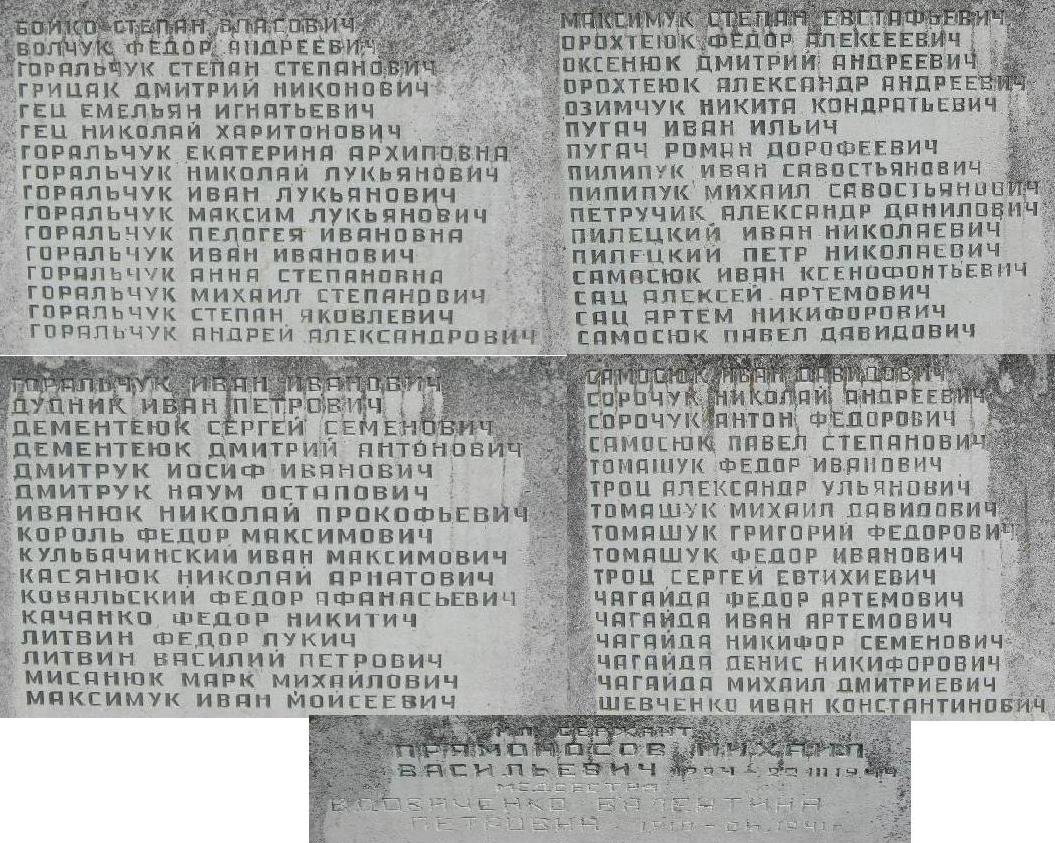 БОЙКО СТЕПАН ВЛАСОВИЧ
ВОЛЧУК ФЕДОР АНДРЕЕВИЧ
ГОРАЛЬЧУК СТЕПАН СТЕПАНОВИЧ
ГРИЦАК ДМИТРИЙ НИКОНОВИЧ
ГЕЦ ЕМЕЛЬЯН ИГНАТЬЕВИЧ
ГЕЦ НИКОЛАЙ ХАРИТОНОВИЧ
ГОРАЛЬЧУК ЕКАТЕРИНА АРХИПОВНА
ГОРАЛЬЧУК НИКОЛАЙ ЛУКЬЯНОВИЧ
ГОРАЛЬЧУК ИВАН ЛУКЬЯНОВИЧ
ГОРАЛЬЧУК МАКСИМ ЛУКЬЯНОВИЧ
ГОРАЛЬЧУК ПЕЛОГЕЯ ИВАНОВНА
ГОРАЛЬЧУК ИВАН ИВАНОВИЧ
ГОРАЛЬЧУК АННА СТЕПАНОВНА
ГОРАЛЬЧУК МИХАИЛ СТЕПАНОВИЧ
ГОРАЛЬЧУК СТЕПАН ЯКОВЛЕВИЧ
ГОРАЛЬЧУК АНДРЕЙ АЛЕКСАНДРОВИЧ
МАКСИМУК СТЕПАН ЕВСТАФЬЕВИЧ
ОРОХТЕЮК ФЕДОР АЛЕКСЕЕВИЧ
ОКСЕНЮК ДМИТРИЙ АНДРЕЕВИЧ
ОРОХТЕЮК АЛЕКСАНДР АНДРЕЕВИЧ
ОЗИМЧУК НИКИТА КОНДРАТЬЕВИЧ
ПУГАЧ ИВАН ИЛЬИЧ
ПУГАЧ РОМАН ДОРОФЕЕВИЧ
ПИЛИПУК ИВАН САВОСТЬЯНОВИЧ
ПИЛИПУК МИХАИЛ САВОСТЬЯНОВИЧ
ПЕТРУЧИК АЛЕКСАНДР ДАНИЛОВИЧ
ПИЛЕЦКИЙ ИВАН НИКОЛАЕВИЧ
ПИЛЕЦКИЙ ПЕТР НИКОЛАЕВИЧ
САМОСЮК ИВАН КСЕНОФОНТЬЕВИЧ
САЦ АЛЕКСЕЙ АРТЕМОВИЧ
САЦ АРТЕМ НИКИФОРОВИЧ
САМОСЮК ПАВЕЛ ДАВИДОВИЧ
ГОРАЛЬЧУК ИВАН ИВАНОВИЧ
ДУДНИК ИВАН ПЕТРОВИЧ
ДЕМЕНТЕЮК СЕРГЕЙ СЕМЕНОВИЧ
ДЕМЕНТЕЮК ДМИТРИЙ АНТОНОВИЧ
ДМИТРУК ИОСИФ ИВАНОВИЧ
ДМИТРУК НАУМ ОСТАПОВИЧ
ИВАНЮК НИКОЛАЙ ПРОКОФЬЕВИЧ
КОРОЛЬ ФЕДОР МАКСИМОВИЧ
КУЛЬБАЧИНСКИЙ ИВАН МАКСИМОВИЧ
КАСЯНЮК НИКОЛАЙ АРНАТОВИЧ
КОВАЛЬСКИЙ ФЕДОР АФАНАСЬЕВИЧ
КАЧАНКО ФЕДОР НИКИТИЧ
ЛИТВИН ФЕДОР ЛУКИЧ
ЛИТВИН ВАСИЛИЙ ПЕТРОВИЧ
МИСАНЮК МАРК МИХАЙЛОВИЧ
МАКСИМУК ИВАН МОЙСЕЕВИЧ
САМОСЮК ИВАН ДАВИДОВИЧ
СОРОЧУК НИКОЛАЙ АНДРЕЕВИЧ
СОРОЧУК АНТОН ФЕДОРОВИЧ
САМОСЮК ПАВЕЛ СТЕПАНОВИЧ
ТОМАШУК ФЕДОР ИВАНОВИЧ
ТРОЦ АЛЕКСАНДР УЛЬЯНОВИЧ
ТОМАШУК МИХАИЛ ДАВИДОВИЧ
ТОМАШУК ГРИГОРИЙ ФЕДОРОВИЧ
ТОМАШУК ФЕДОР ИВАНОВИЧ
ТРОЦ СЕРГЕЙ ЕВТИХИЕВИЧ
ЧАГАЙДА ФЕДОР АРТЕМОВИЧ
ЧАГАЙДА ИВАН АРТЕМОВИЧ
ЧАГАЙДА НИКИФОР СЕМЕНОВИЧ
ЧАГАЙДА ДЕНИС НИКИФОРОВИЧ
ЧАГАЙДА МИХАИЛ ДМИТРИЕВИЧ
ШЕВЧЕНКО ИВАН КОНСТАНТИНОВИЧ
МЛ. СЕРЖАНТ
ПРЯМОНОСОВ МИХАИЛ
ВАСИЛЬЕВИЧ
МЕДСЕСТРА
ВДОВИЧЕНКО ВАЛЕНТИНА
ПЕТРОВНА